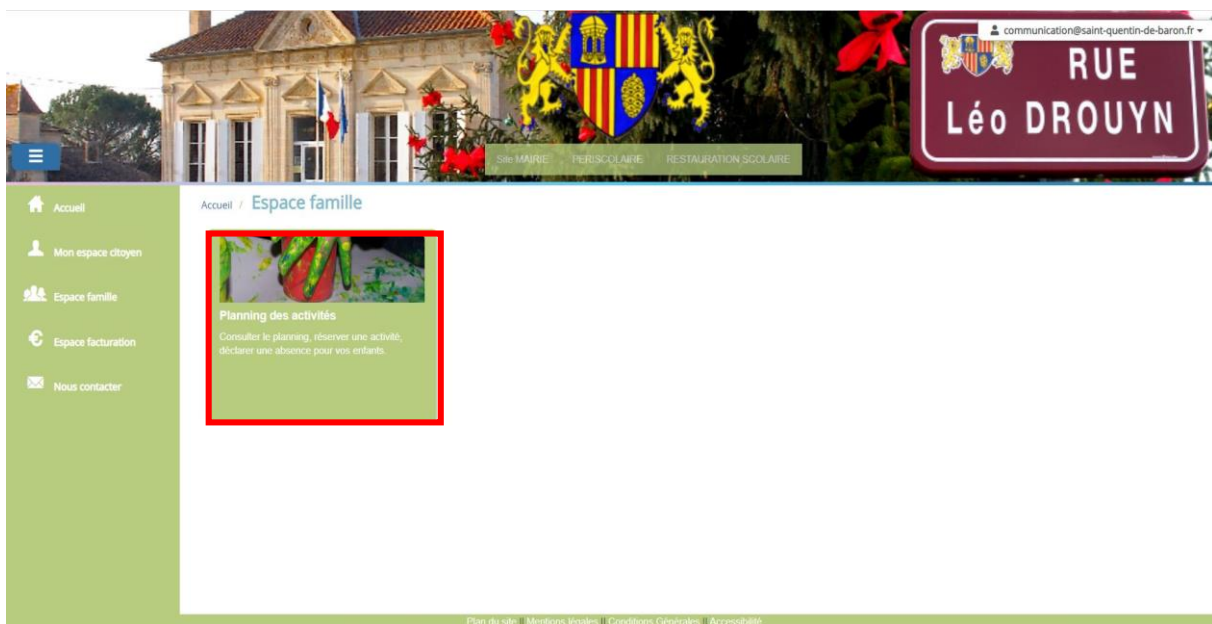 communication@saint-quentin-de-baron.fr
RUE
Léo DROUYN
Site MAIRIE PERISCOLAIRE RESTAURATION SCOLAIRE
Accueil
Mon espace citoyen
Espace famille
Espace facturation
Nous contacter
Accueil / Espace famille
Planning des activités
Consulter le planning, réserver une activité,
déclarer une absence pour vos enfants.
Plan du site || Mentions légales || Conditions Générales || Accessibilité